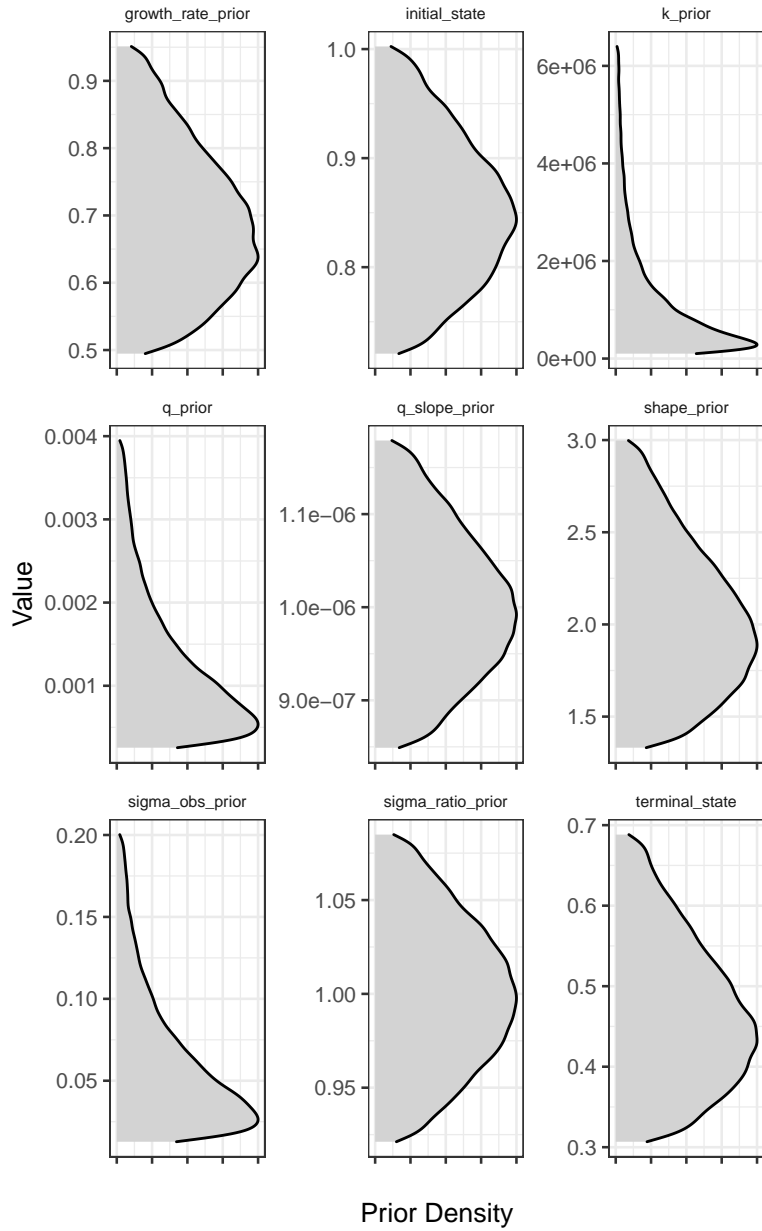 growth_rate_prior
initial_state
k_prior
0.9
0.8
0.7
0.6
0.5
1.0
0.9
0.8
6e+06
4e+06
2e+06
0e+00
q_prior
q_slope_prior
shape_prior
0.004
0.003
0.002
0.001
1.1e−06
1.0e−06
9.0e−07
3.0
2.5
2.0
1.5
Value
sigma_obs_prior
sigma_ratio_prior
terminal_state
0.20
0.15
0.10
0.05
1.05
1.00
0.95
0.7
0.6
0.5
0.4
0.3
Prior Density